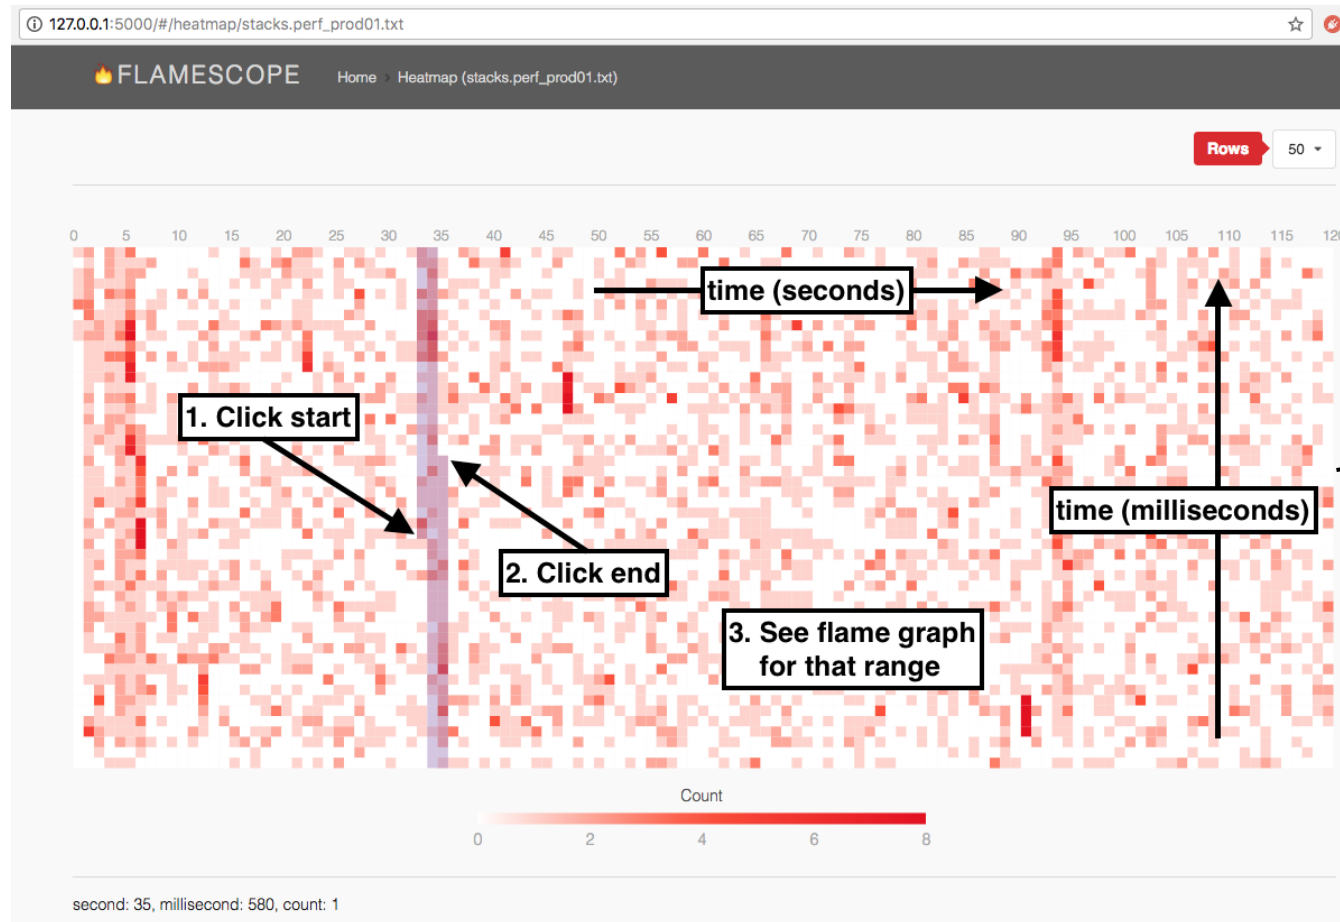 127.0.0.1:5000/#/heatmap/stacks.perf_prod01.txt
FLAMESCOPE Home › Heatmap (stacks.perf_prod01.txt)
Rows 50
0 5 10 15 20 25 30 35 40 45 50 55 60 65 70 75 80 85 90 95 100 105 110 115 120
time (seconds)
1. Click start
time (milliseconds)
2. Click end
3. See flame graph
for that range
Count
0 2 4 6 8
second: 35, millisecond: 580, count: 1